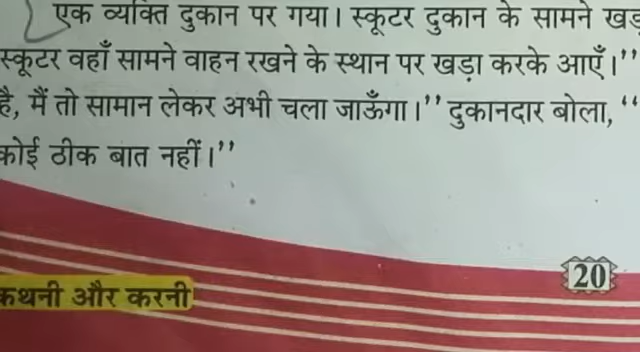 एक व्यक्ति दुकान पर गया। स्कूटर दुकान के सामने
स्कूटर वहाँ सामने वाहन रखने के स्थान पर खड़ा करके आएँ।''
है, मैं तो सामान लेकर अभी चला जाऊँगा।'' दुकानदार बोला, ''
कोई ठीक बात नहीं।''
20
कथनी और करनी